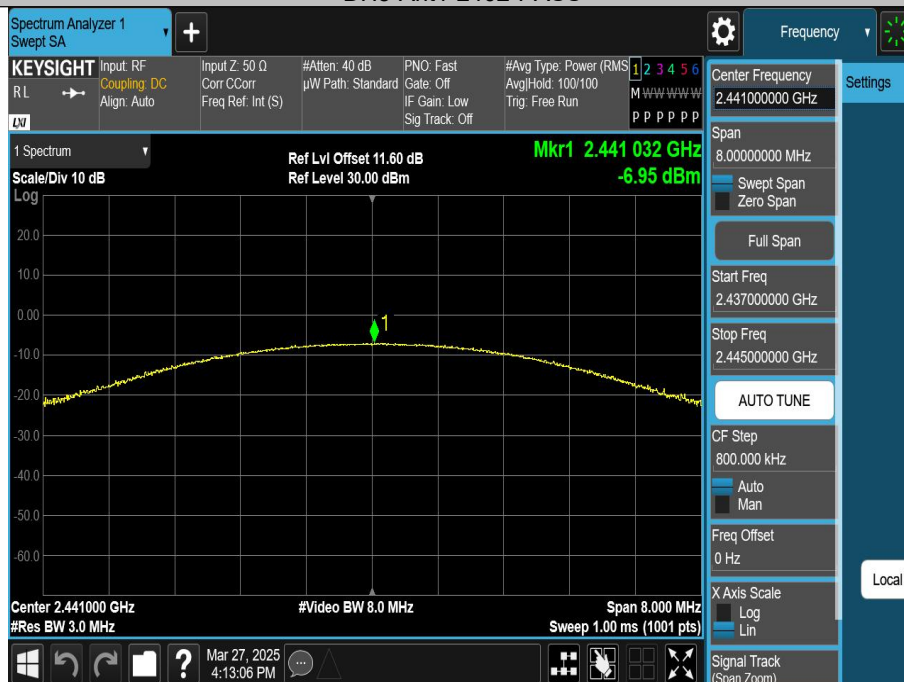 Spectrum Analyzer 1
Swept SA
+
Frequency
KEYSIGHT
RL
LXI
Input: RF
Coupling: DC
Align: Auto
Input Z: 50 Ω
Corr CCorr
Freq Ref: Int (S)
#Atten: 40 dB
µW Path: Standard
PNO: Fast
Gate: Off
IF Gain: Low
Sig Track: Off
#Avg Type: Power (RMS
Avg|Hold: 100/100
Trig: Free Run
1 2 3 4 5 6
M W W W W W
P P P P P P
1 Spectrum
Scale/Div 10 dB
Ref Lvl Offset 11.60 dB
Ref Level 30.00 dBm
Mkr1 2.441 032 GHz
-6.95 dBm
Log
20.0
10.0
0.00
-10.0
-20.0
-30.0
-40.0
-50.0
-60.0
1
Center 2.441000 GHz
#Video BW 8.0 MHz
Span 8.000 MHz
#Res BW 3.0 MHz
Sweep 1.00 ms (1001 pts)
Mar 27, 2025
4:13:06 PM
?
Center Frequency
2.441000000 GHz
Settings
Span
8.00000000 MHz
Swept Span
Zero Span
Full Span
Start Freq
2.437000000 GHz
Stop Freq
2.445000000 GHz
AUTO TUNE
CF Step
800.000 kHz
Auto
Man
Freq Offset
0 Hz
Local
X Axis Scale
Log
Lin
Signal Track
(Span Zoom)